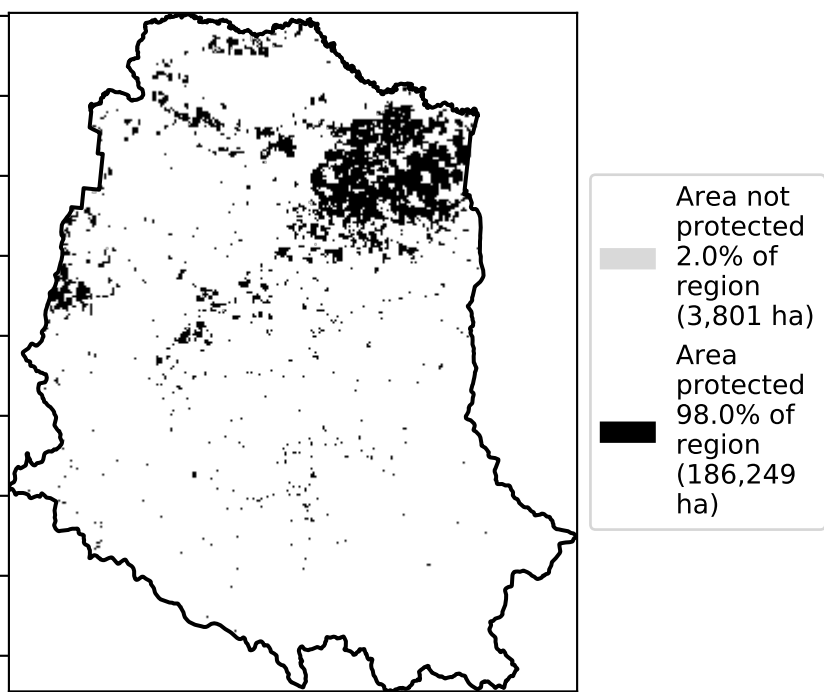 Area not
protected
2.0% of
region
(3,801 ha)
Area
protected
98.0% of
region
(186,249
ha)